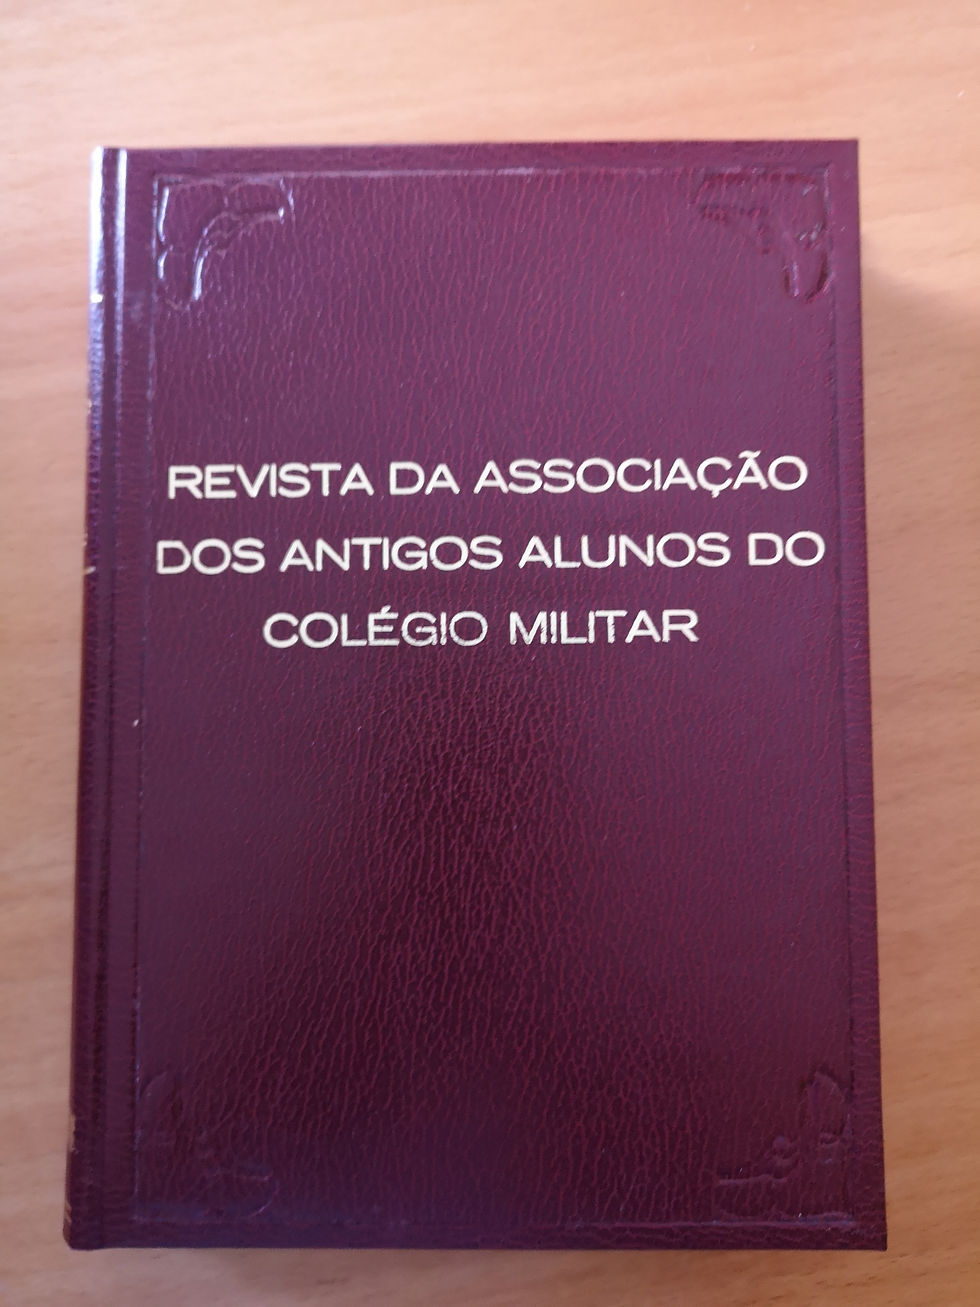 REVISTA DA ASSOCIAÇÃO
DOS ANTIGOS ALUNOS DO
COLÉGIO MILITAR